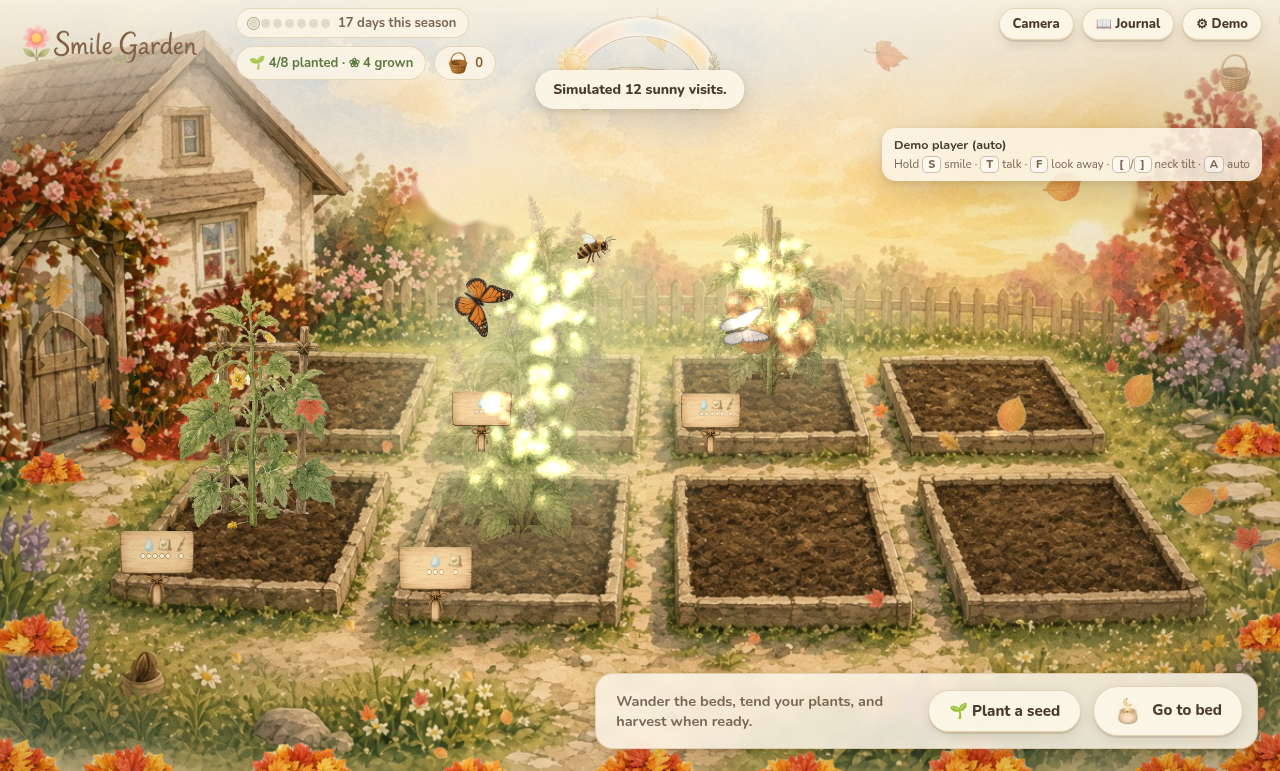 Smile Garden
17 days this season
4/8 planted · 4 grown
0
Simulated 12 sunny visits.
Camera
Journal
Demo
Demo player (auto)
Hold S smile · T talk · F look away · [ / ] neck tilt · A auto
Wander the beds, tend your plants, and
harvest when ready.
Plant a seed
Go to bed